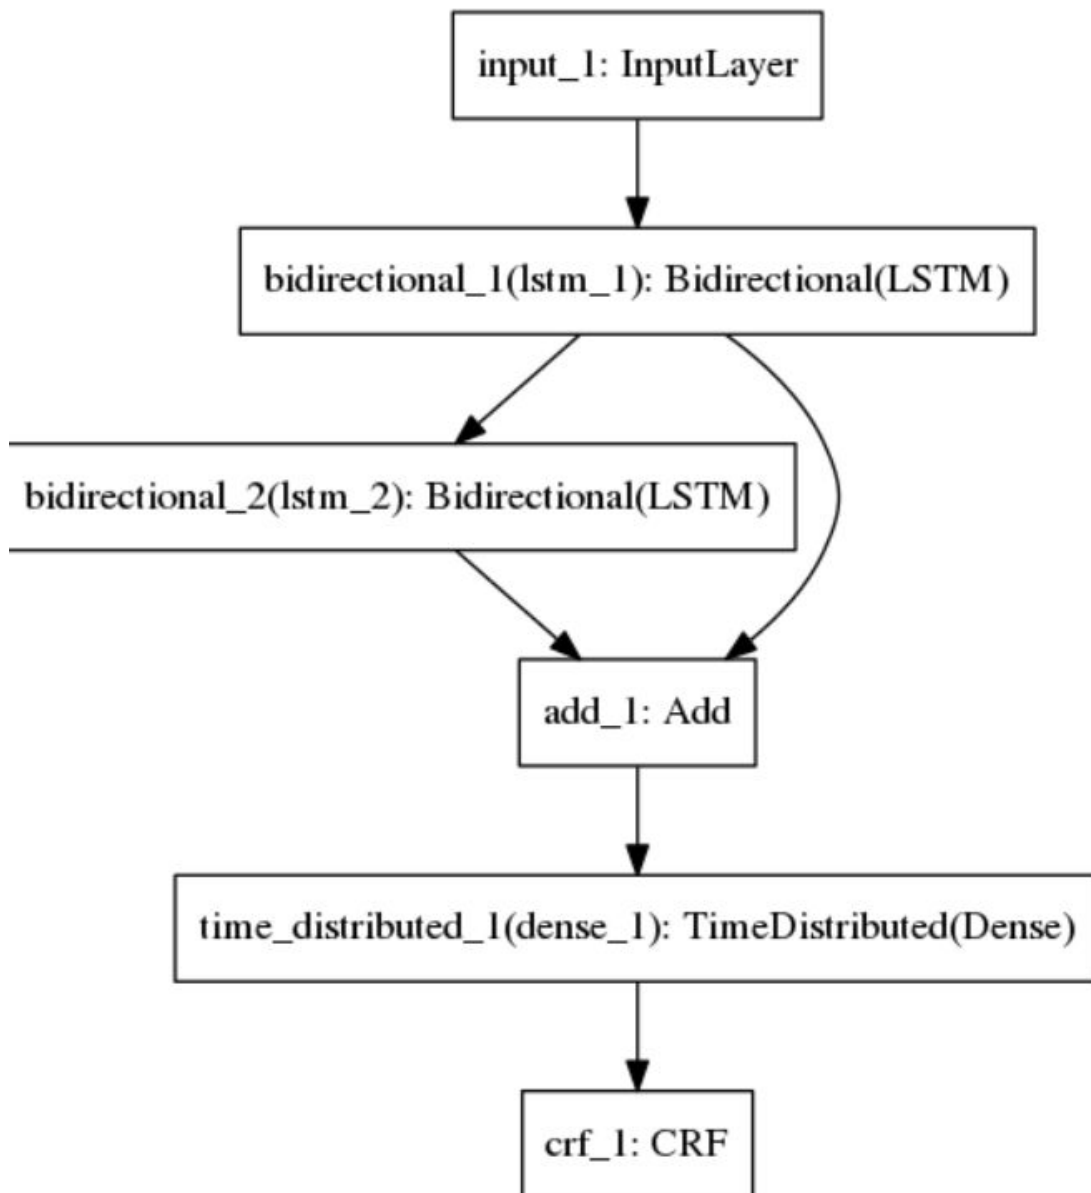 input_1: InputLayer
bidirectional_1(lstm_1): Bidirectional(LSTM)
bidirectional_2(lstm_2): Bidirectional(LSTM)
add_1: Add
time_distributed_1(dense_1): TimeDistributed(Dense)
crf_1: CRF